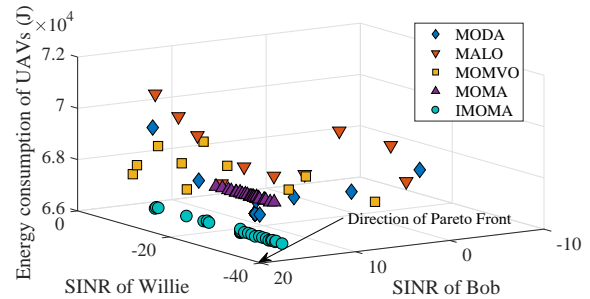 ×10⁴
7.2
7
6.8
6.6
Energy consumption of UAVs (J)
MODA
MALO
MOMVO
MOMA
IMOMA
Direction of Pareto Front
0
-20
-40
SINR of Willie
20
10
0
-10
SINR of Bob